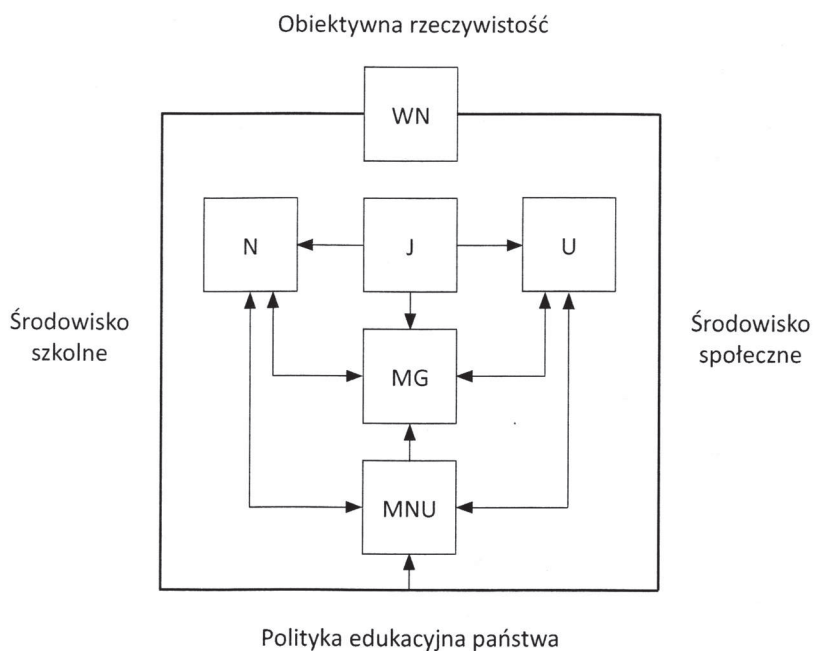 Obiektywna rzeczywistość
WN
N
J
U
Środowisko
szkolne
Środowisko
społeczne
MG
MNU
Polityka edukacyjna państwa